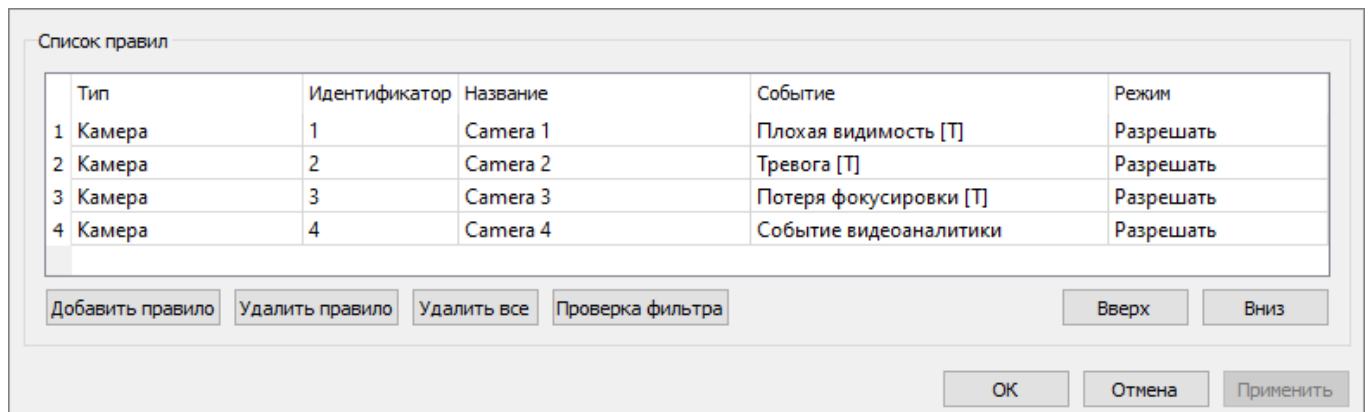 Список правил
Тип Идентификатор Название Событие Режим
1 Камера 1 Camera 1 Плохая видимость [Т] Разрешать
2 Камера 2 Camera 2 Тревога [Т] Разрешать
3 Камера 3 Camera 3 Потеря фокусировки [Т] Разрешать
4 Камера 4 Camera 4 Событие видеоаналитики Разрешать
Добавить правило Удалить правило Удалить все Проверка фильтра Вверх Вниз
ОК Отмена Применить